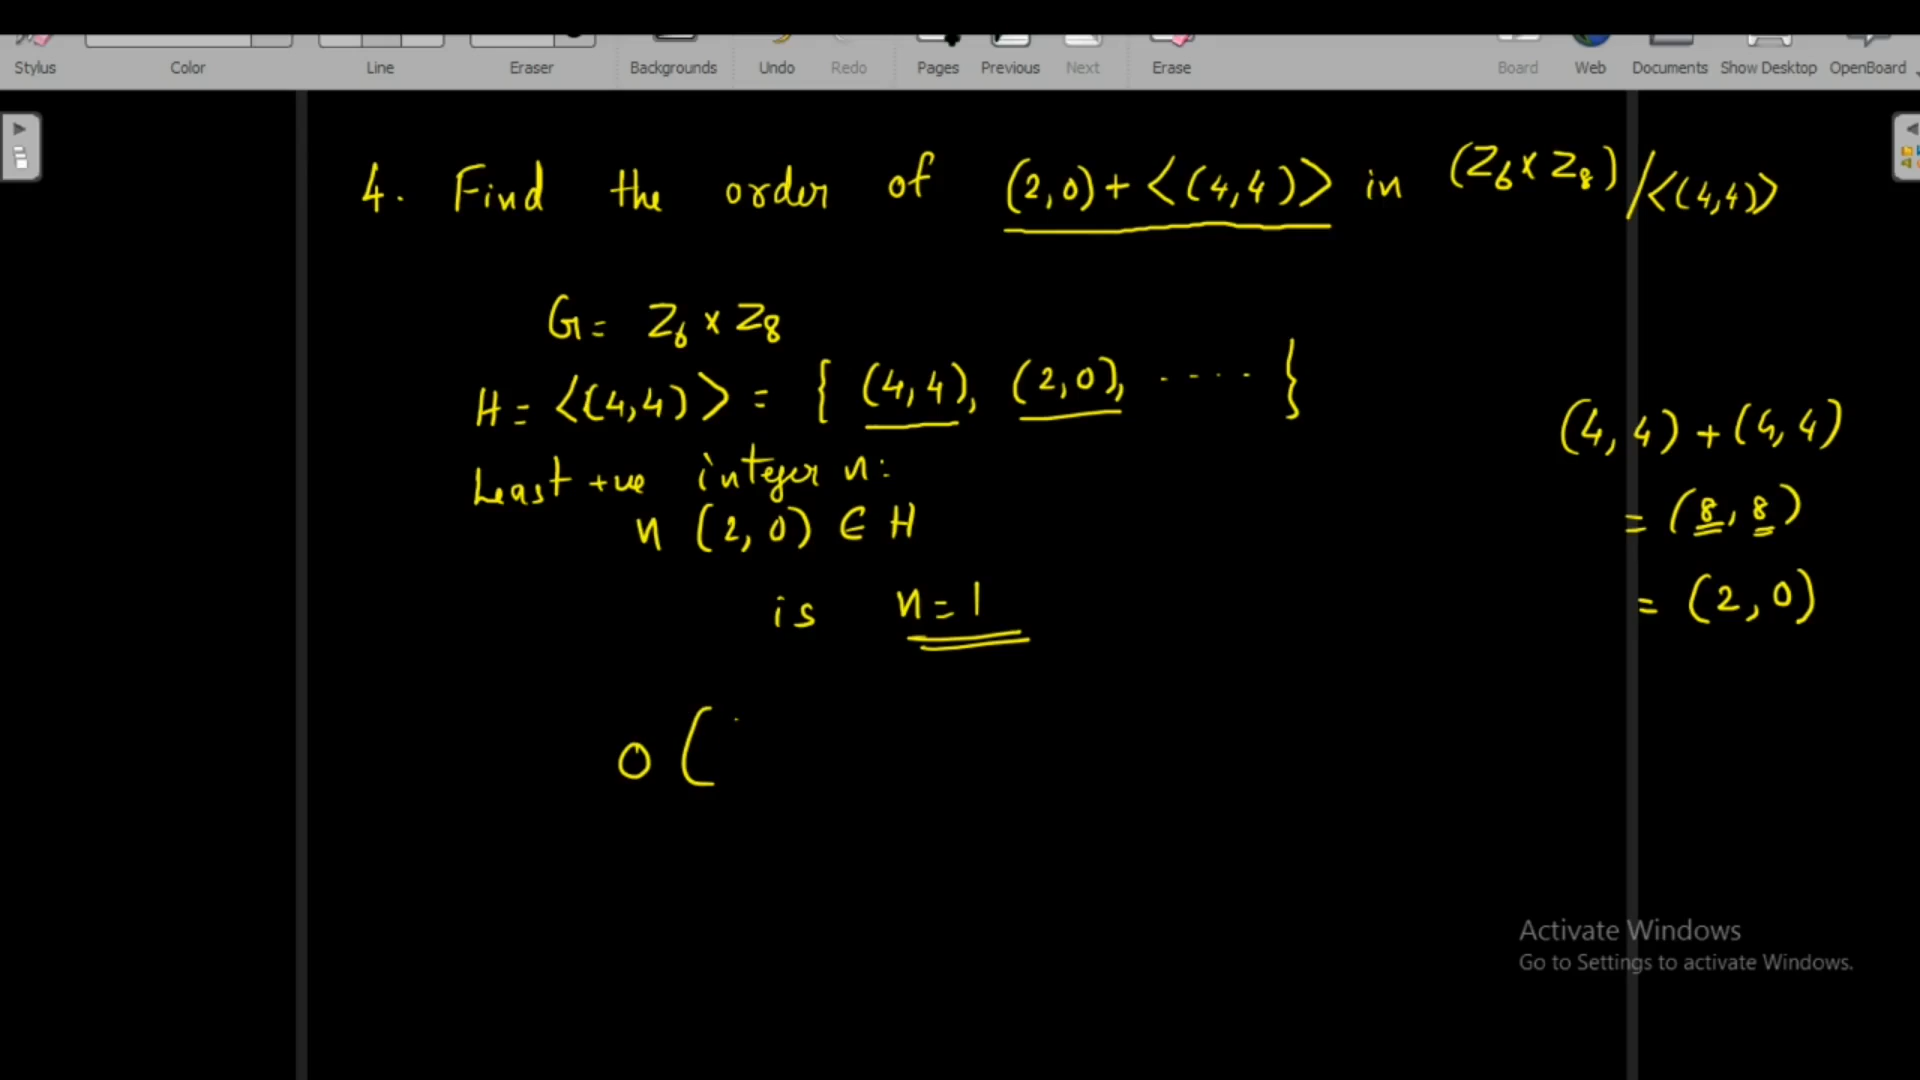 Stylus Color Line Eraser Backgrounds Undo Redo Pages Previous Next Erase Board Web Documents Show Desktop OpenBoard
4. Find the order of (2,0)+<(4,4)> in (Z₆×Z₈)/<(4,4)>
G = Z₆ × Z₈
H = <(4,4)> = { (4,4), (2,0), ..... }
Least +ve integer n:
n (2,0) ∈ H
is n=1
o (
(4,4)+(4,4)
= (8,8)
= (2,0)
Activate Windows
Go to Settings to activate Windows.